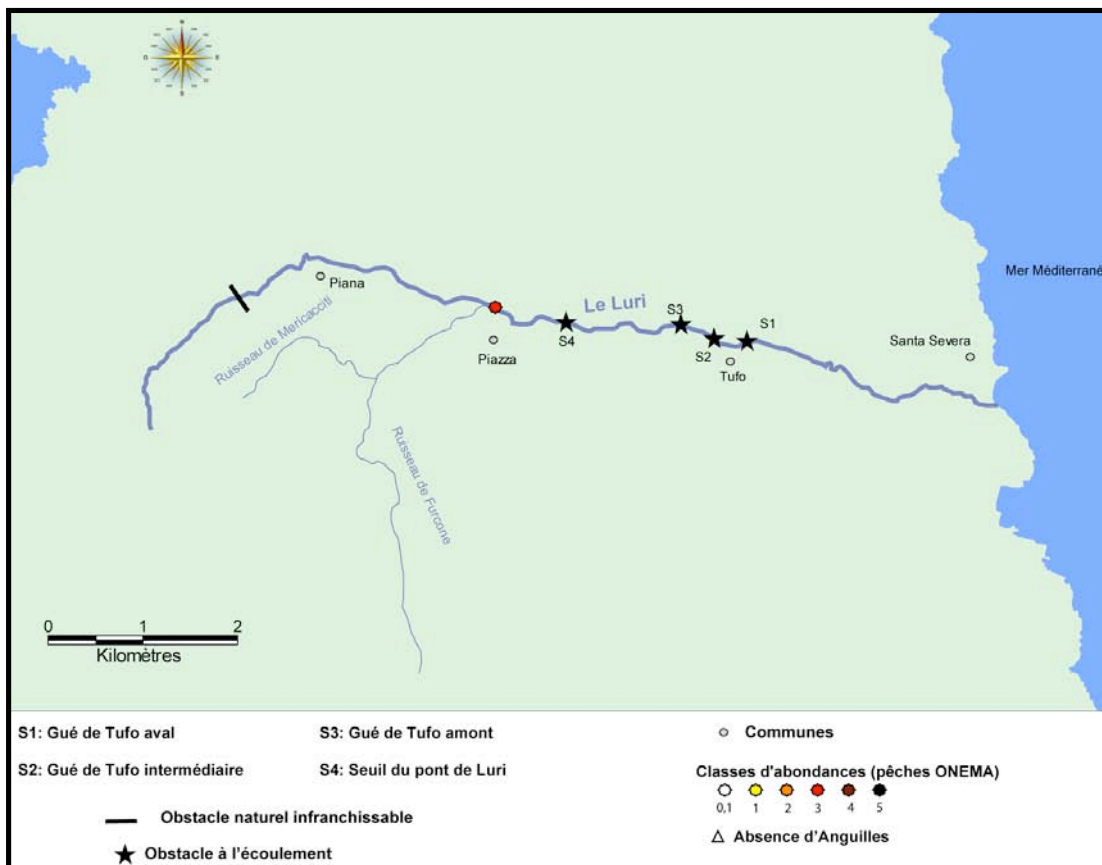 N
O
E
S
Mer Méditerrané
Le Luri
Piana
S3
S1
Ruisseau de Mericacciti
S4
S2
Santa Severa
Piazza
Tufo
Ruisseau de Furcone
0 1 2
Kilomètres
S1: Gué de Tufo aval
S3: Gué de Tufo amont
Communes
S2: Gué de Tufo intermédiaire
S4: Seuil du pont de Luri
Classes d'abondances (pêches ONEMA)
0,1 1 2 3 4 5
Obstacle naturel infranchissable
Absence d'Anguilles
Obstacle à l'écoulement